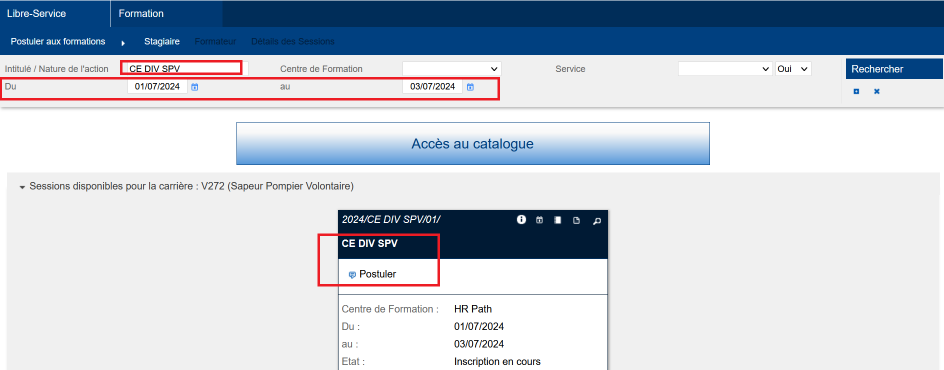 Libre-Service Formation
Postuler aux formations Stagiaire Formateur Détails des Sessions
Intitulé / Nature de l'action CE DIV SPV Centre de Formation Service Oui Rechercher
Du 01/07/2024 au 03/07/2024
Accès au catalogue
Sessions disponibles pour la carrière : V272 (Sapeur Pompier Volontaire)
2024/CE DIV SPV/01/
CE DIV SPV
Postuler
Centre de Formation : HR Path
Du : 01/07/2024
au : 03/07/2024
Etat : Inscription en cours